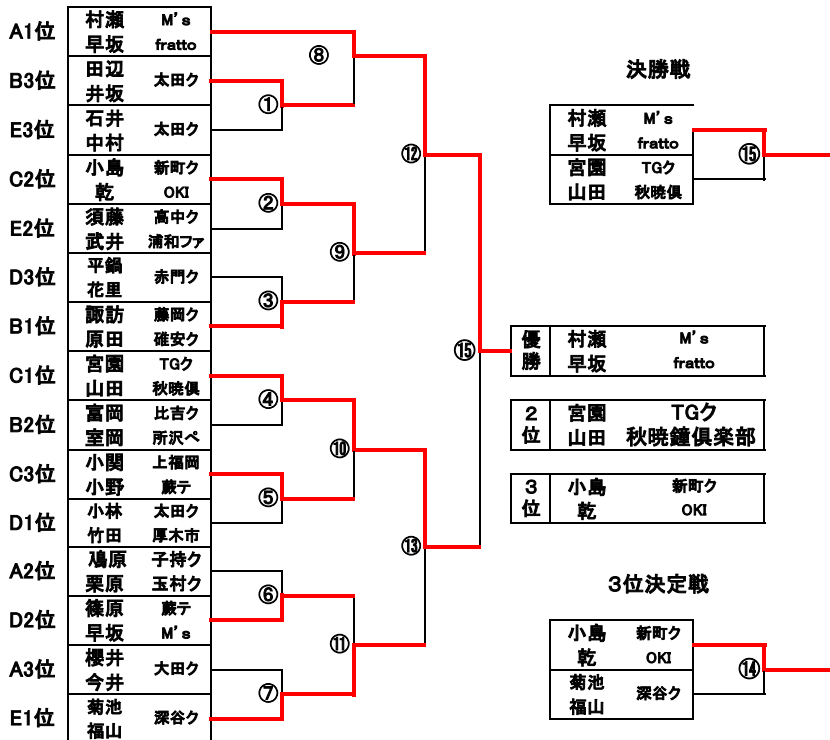 A1位 村瀬 M's
早坂 fratto
⑧
B3位 田辺 太田ク
井坂
①
E3位 石井 太田ク
中村
⑫
C2位 小島 新町ク
乾 OKI
②
E2位 須藤 高中ク
武井 浦和ファ
⑨
D3位 平鍋 赤門ク
花里
③
B1位 諏訪 藤岡ク
原田 碓安ク
⑮
C1位 宮園 TGク
山田 秋暁倶
④
B2位 富岡 比吉ク
室岡 所沢ペ
⑩
C3位 小関 上福岡
小野 蕨テ
⑤
D1位 小林 太田ク
竹田 厚木市
⑬
A2位 鳰原 子持ク
栗原 玉村ク
⑥
D2位 篠原 蕨テ
早坂 M's
⑪
A3位 櫻井 大田ク
今井
⑦
E1位 菊池 深谷ク
福山
決勝戦
村瀬 M's
早坂 fratto
⑮
宮園 TGク
山田 秋暁倶
優勝 村瀬 M's
早坂 fratto
2位 宮園 TGク
山田 秋暁鐘倶楽部
3位 小島 新町ク
乾 OKI
3位決定戦
小島 新町ク
乾 OKI
⑭
菊池 深谷ク
福山